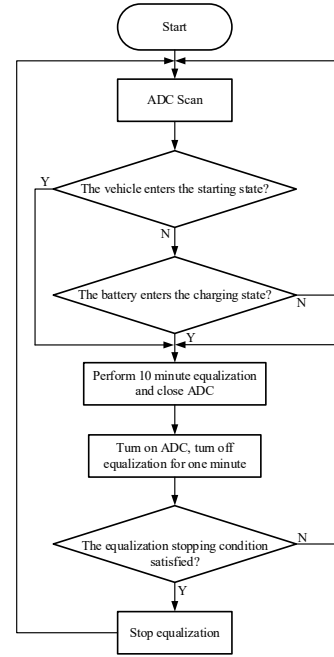 Start
ADC Scan
Y
The vehicle enters the starting state?
N
The battery enters the charging state?
N
Y
Perform 10 minute equalization
and close ADC
Turn on ADC, turn off
equalization for one minute
The equalization stopping condition
satisfied?
N
Y
Stop equalization